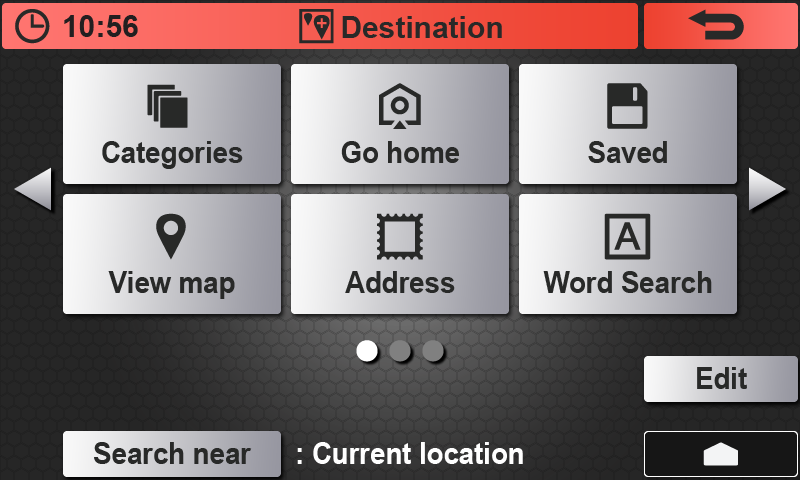 10:56
Destination
Categories
Go home
Saved
View map
Address
A
Word Search
Edit
Search near : Current location